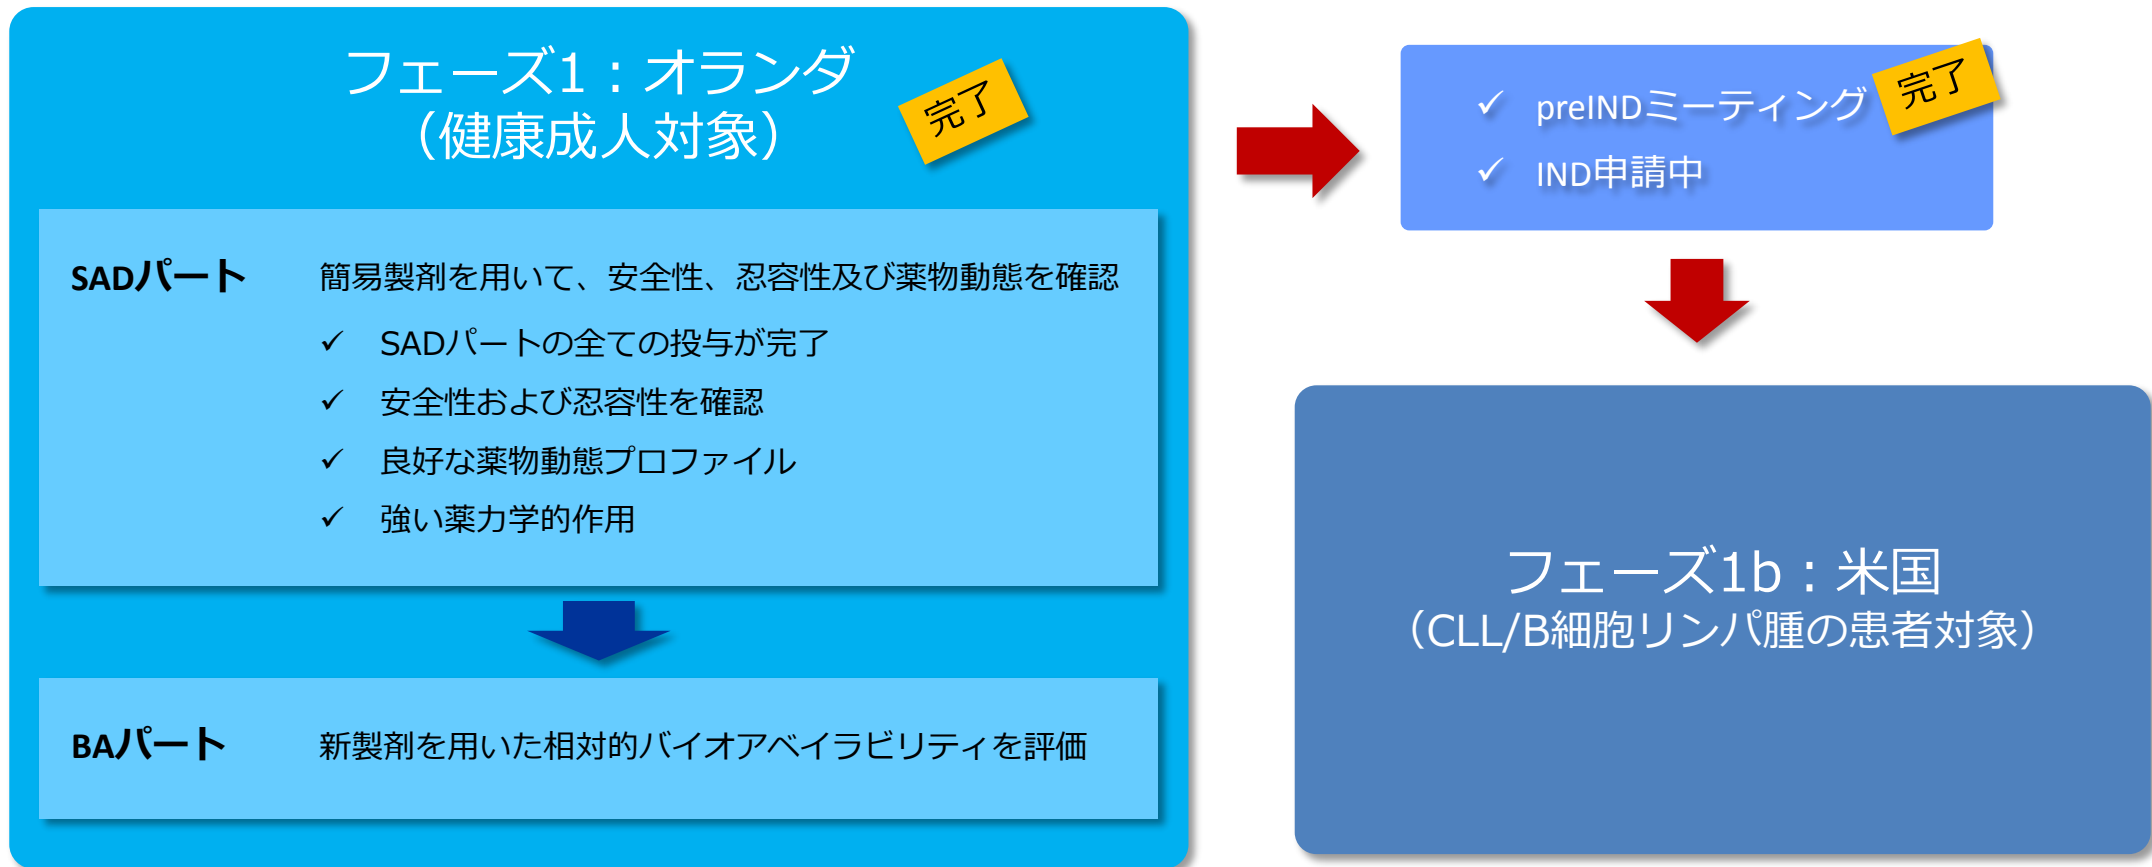 フェーズ1：オランダ
（健康成人対象）
完了
SADパート
簡易製剤を用いて、安全性、忍容性及び薬物動態を確認
✓ SADパートの全ての投与が完了
✓ 安全性および忍容性を確認
✓ 良好な薬物動態プロファイル
✓ 強い薬力学的作用
BAパート
新製剤を用いた相対的バイオアベイラビリティを評価
✓ preINDミーティング
完了
✓ IND申請中
フェーズ1b：米国
（CLL/B細胞リンパ腫の患者対象）